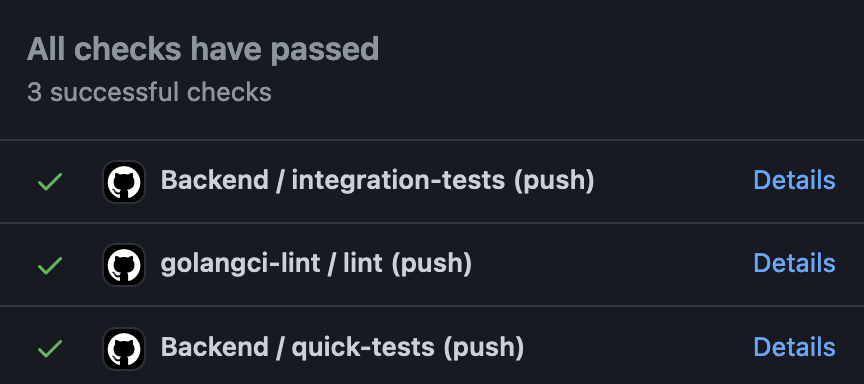 All checks have passed
3 successful checks
Backend / integration-tests (push) Details
golangci-lint / lint (push) Details
Backend / quick-tests (push) Details